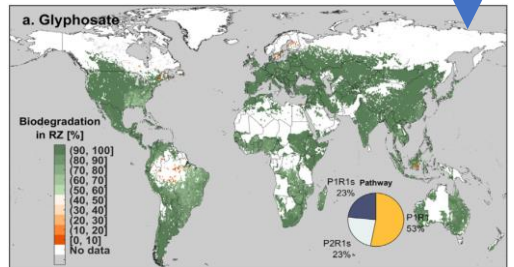 a. Glyphosate
Biodegradation
in RZ [%]
(90, 100]
(80, 90]
(70, 80]
(60, 70]
(50, 60]
(40, 50]
(30, 40]
(20, 30]
(10, 20]
[0, 10]
No data
Pathway
P1R1s
23%
P1R1
53%
P2R1s
23%